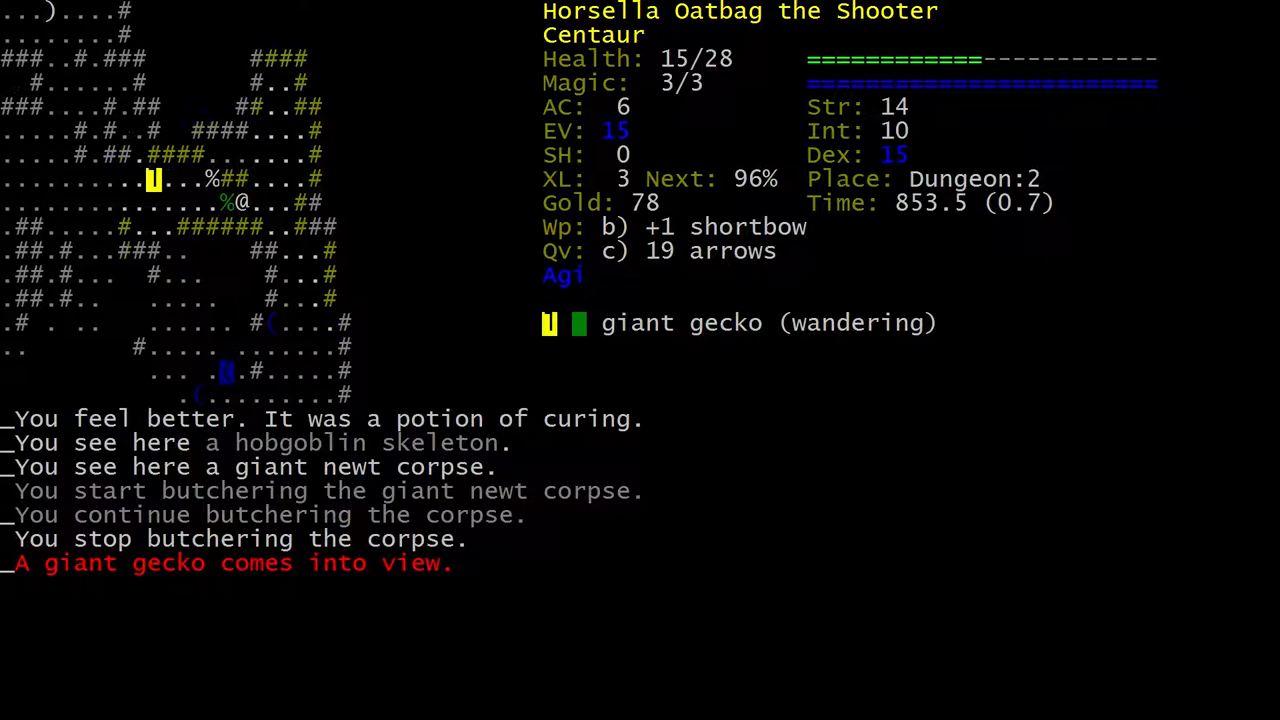 ...)....#
........#
###..#.### ####
#......# #..#
###....#.## ##..##
.....#.#..# ####....#
.....#.##.####.......#
.........l...%##....#
...............%@...##
.##.....#...######..###
.##.#...###.. ##...#
.##.#.. #... #...#
.##.#.. ..... #...#
.# . .. ...... #(....#
.. #..... .......#
... .(.#.....#
.(........#
Horsella Oatbag the Shooter
Centaur
Health: 15/28 ============------------
Magic: 3/3 ========================
AC: 6 Str: 14
EV: 15 Int: 10
SH: 0 Dex: 15
XL: 3 Next: 96% Place: Dungeon:2
Gold: 78 Time: 853.5 (0.7)
Wp: b) +1 shortbow
Qv: c) 19 arrows
Agi
l giant gecko (wandering)
_You feel better. It was a potion of curing.
_You see here a hobgoblin skeleton.
_You see here a giant newt corpse.
You start butchering the giant newt corpse.
_You continue butchering the corpse.
You stop butchering the corpse.
_A giant gecko comes into view.